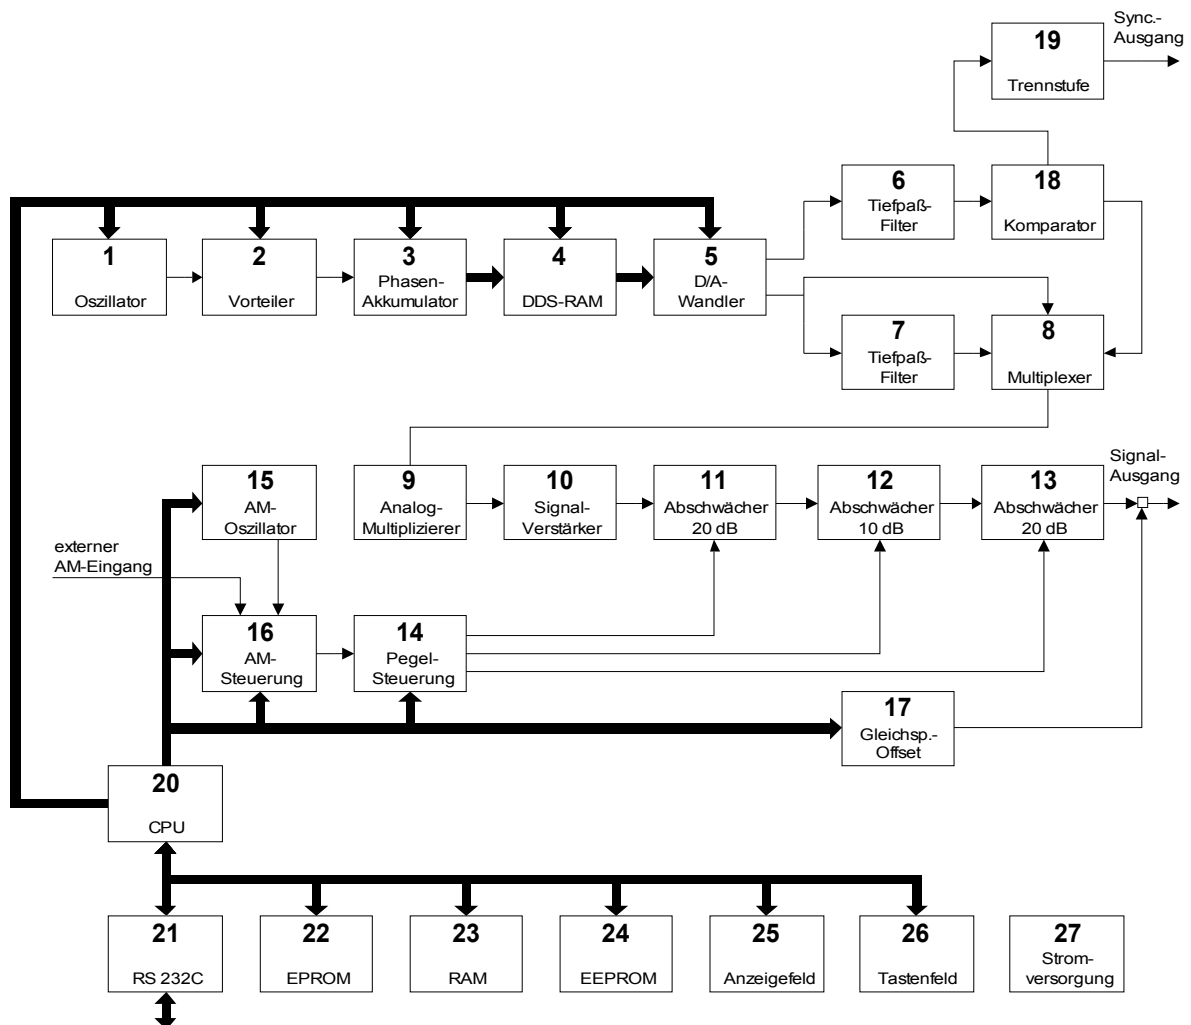 Sync.-
Ausgang
19
Trennstufe
6
Tiefpaß-
Filter
18
Komparator
1
Oszillator
2
Vorteiler
3
Phasen-
Akkumulator
4
DDS-RAM
5
D/A-
Wandler
7
Tiefpaß-
Filter
8
Multiplexer
15
AM-
Oszillator
9
Analog-
Multiplizierer
10
Signal-
Verstärker
11
Abschwächer
20 dB
12
Abschwächer
10 dB
13
Abschwächer
20 dB
Signal-
Ausgang
externer
AM-Eingang
16
AM-
Steuerung
14
Pegel-
Steuerung
17
Gleichsp.-
Offset
20
CPU
21
RS 232C
22
EPROM
23
RAM
24
EEPROM
25
Anzeigefeld
26
Tastenfeld
27
Strom-
versorgung